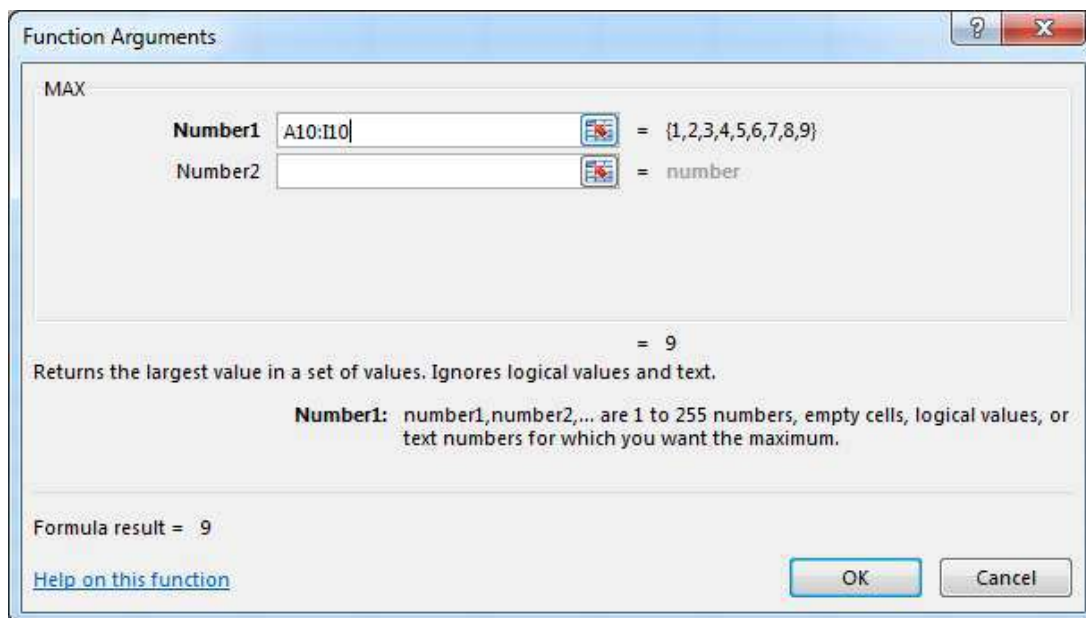 Function Arguments
MAX
Number1 A10:I10 = {1,2,3,4,5,6,7,8,9}
Number2 = number
= 9
Returns the largest value in a set of values. Ignores logical values and text.
Number1: number1,number2,... are 1 to 255 numbers, empty cells, logical values, or
text numbers for which you want the maximum.
Formula result = 9
Help on this function OK Cancel